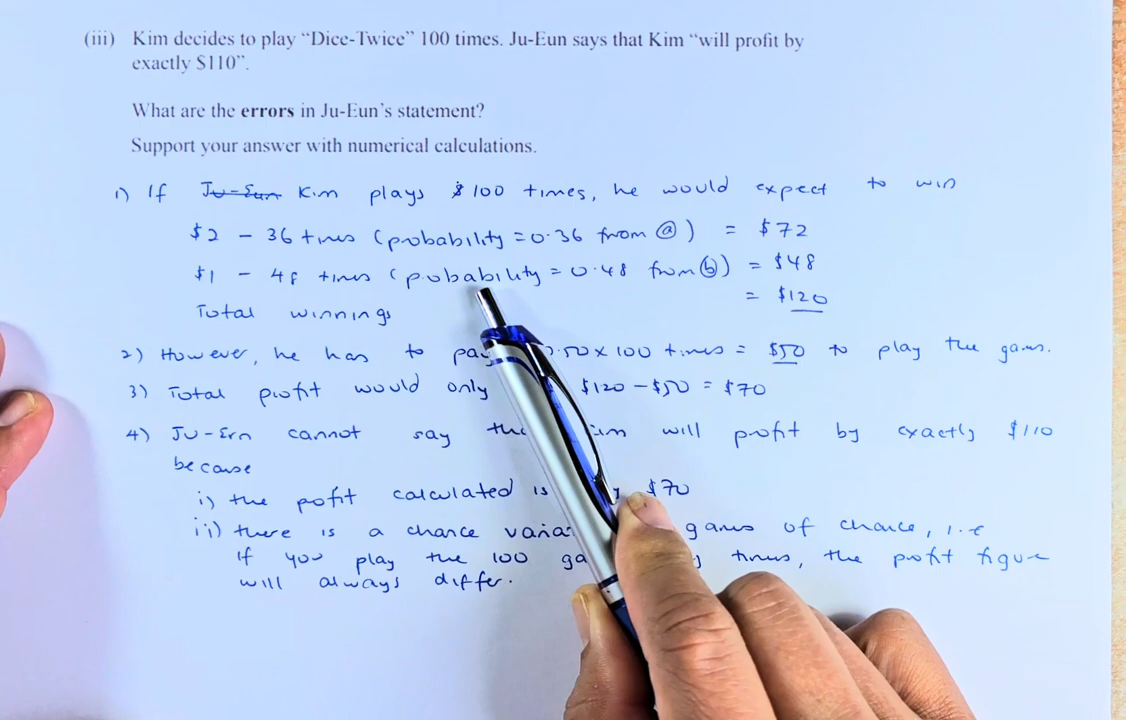 (iii) Kim decides to play “Dice-Twice” 100 times. Ju-Eun says that Kim “will profit by
exactly $110”.
What are the errors in Ju-Eun’s statement?
Support your answer with numerical calculations.
1) If Ju-Eun Kim plays $ 100 times, he would expect to win
$2 - 36 times (probability = 0.36 from ⓐ) = $72
$1 - 48 times (probability = 0.48 from ⓑ) = $48
= $120
Total winnings
2) However, he has to .50 x 100 times = $50 to play the games.
3) Total profit would only $120 - $50 = $70
4) Ju-Ern cannot say will profit by exactly $110
because
i) the pofit calculated is $70
ii) there is a chance games of chance, i.e
If you play the 100 times, the profit figure
will always differ.